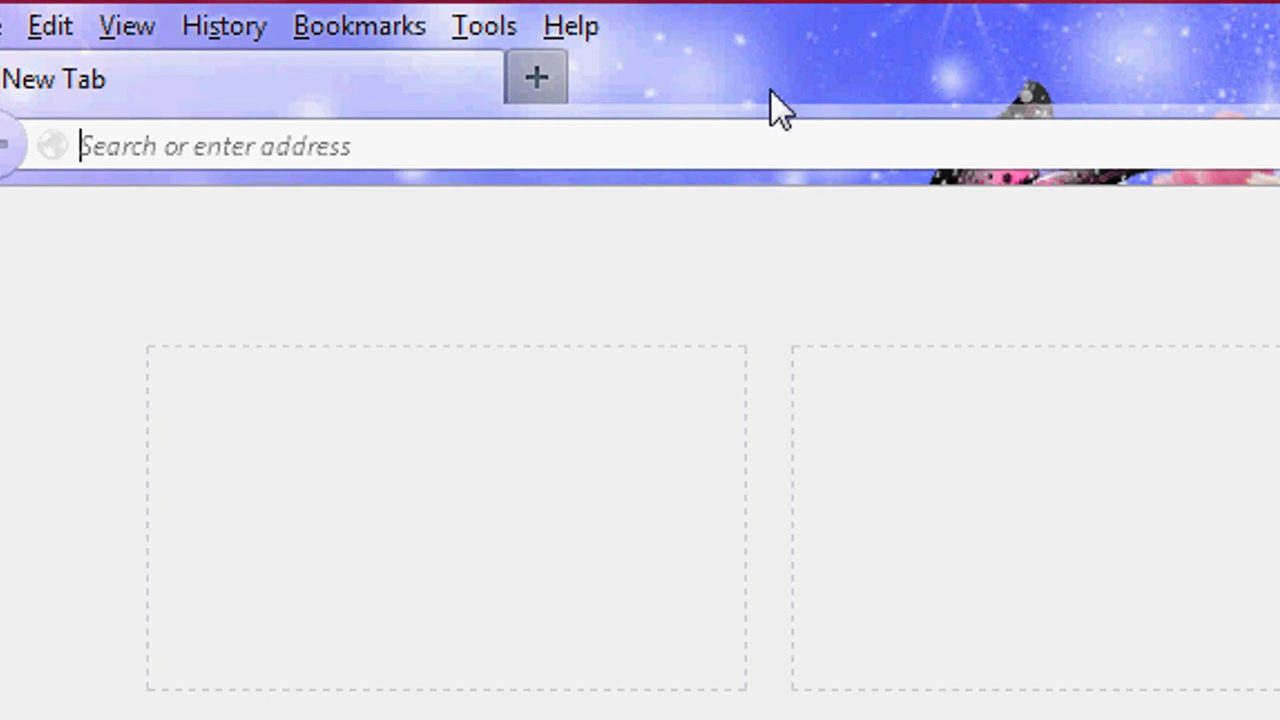 Edit View History Bookmarks Tools Help
New Tab
Search or enter address